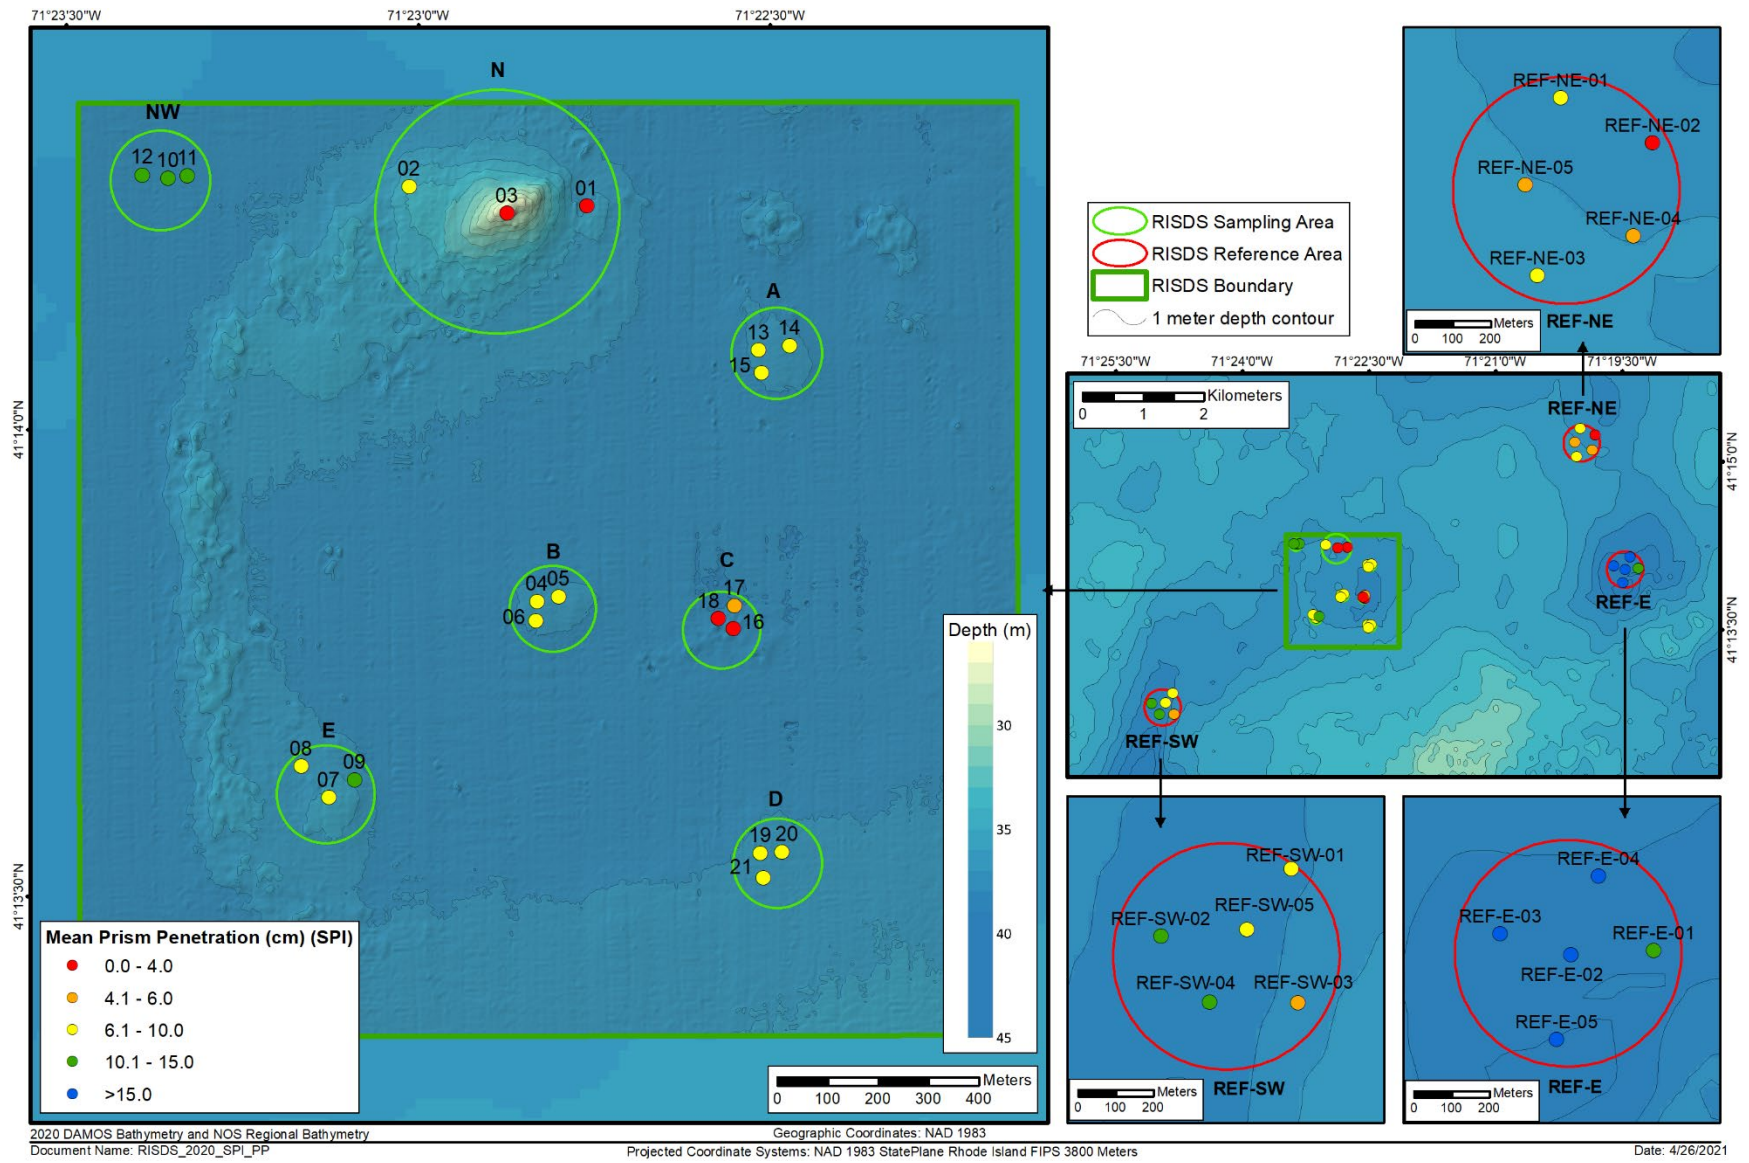 71°23'30"W
71°23'0"W
71°22'30"W
N
NW
12
10
11
02
03
01
A
13
14
15
41°14'0"N
B
04
05
06
C
17
18
16
E
08
09
07
D
19
20
21
41°13'30"N
Depth (m)
30
35
40
45
Mean Prism Penetration (cm) (SPI)
0.0 - 4.0
4.1 - 6.0
6.1 - 10.0
10.1 - 15.0
>15.0
Meters
0 100 200 300 400
RISDS Sampling Area
RISDS Reference Area
RISDS Boundary
1 meter depth contour
REF-NE-01
REF-NE-02
REF-NE-05
REF-NE-04
REF-NE-03
Meters
0 100 200
REF-NE
71°25'30"W
71°24'0"W
71°22'30"W
71°21'0"W
71°19'30"W
Kilometers
0 1 2
REF-NE
41°15'0"N
REF-E
41°13'30"N
REF-SW
REF-SW-01
REF-SW-05
REF-SW-02
REF-SW-04
REF-SW-03
Meters
0 100 200
REF-SW
REF-E-04
REF-E-03
REF-E-01
REF-E-02
REF-E-05
Meters
0 100 200
REF-E
2020 DAMOS Bathymetry and NOS Regional Bathymetry
Geographic Coordinates: NAD 1983
Document Name: RISDS_2020_SPI_PP
Projected Coordinate Systems: NAD 1983 StatePlane Rhode Island FIPS 3800 Meters
Date: 4/26/2021